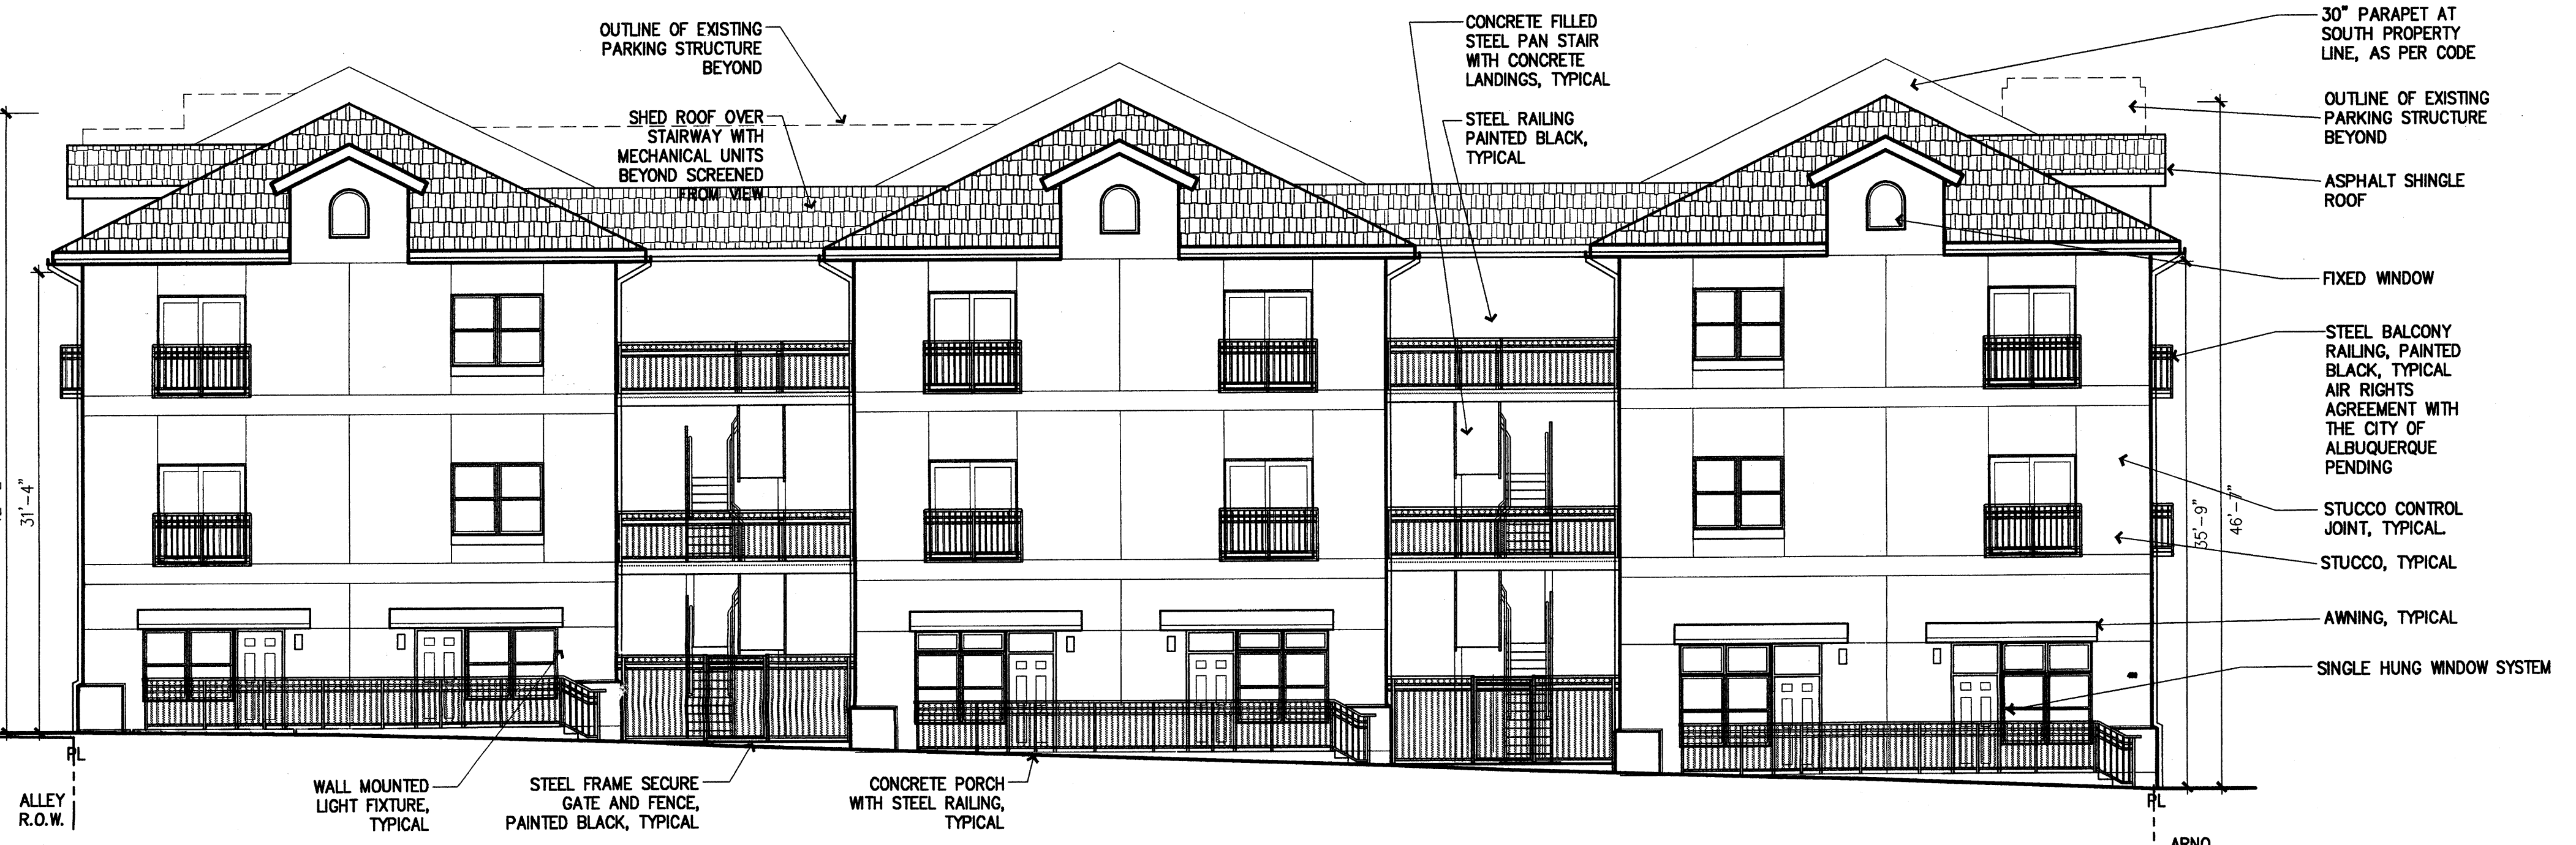 OUTLINE OF EXISTING
PARKING STRUCTURE
BEYOND
SHED ROOF OVER
STAIRWAY WITH
MECHANICAL UNITS
BEYOND SCREENED
FROM VIEW
CONCRETE FILLED
STEEL PAN STAIR
WITH CONCRETE
LANDINGS, TYPICAL
STEEL RAILING
PAINTED BLACK,
TYPICAL
30" PARAPET AT
SOUTH PROPERTY
LINE, AS PER CODE
OUTLINE OF EXISTING
PARKING STRUCTURE
BEYOND
ASPHALT SHINGLE
ROOF
FIXED WINDOW
STEEL BALCONY
RAILING, PAINTED
BLACK, TYPICAL
AIR RIGHTS
AGREEMENT WITH
THE CITY OF
ALBUQUERQUE
PENDING
STUCCO CONTROL
JOINT, TYPICAL.
STUCCO, TYPICAL
AWNING, TYPICAL
SINGLE HUNG WINDOW SYSTEM
31'-4"
35'-9"
46'-7"
PL
ALLEY
R.O.W.
WALL MOUNTED
LIGHT FIXTURE,
TYPICAL
STEEL FRAME SECURE
GATE AND FENCE,
PAINTED BLACK, TYPICAL
CONCRETE PORCH
WITH STEEL RAILING,
TYPICAL
PL
ARNO